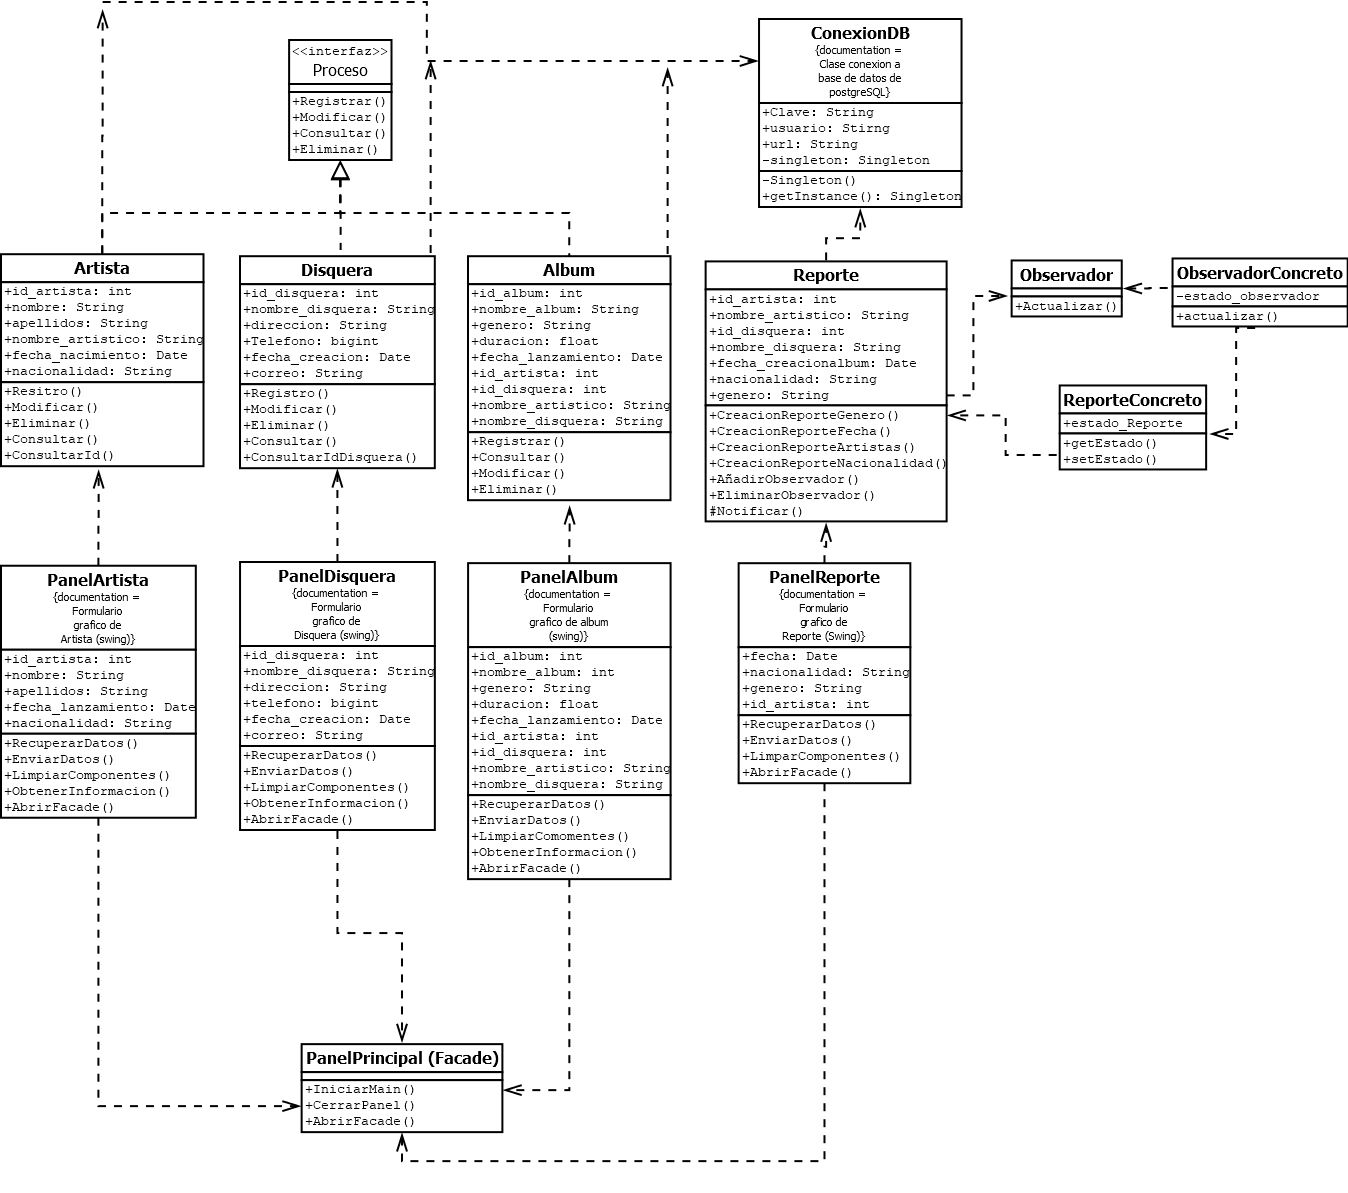 <<interfaz>>
Proceso
+Registrar()
+Modificar()
+Consultar()
+Eliminar()
ConexionDB
{documentation =
Clase conexion a
base de datos de
postgreSQL}
+Clave: String
+usuario: Stirng
+url: String
-singleton: Singleton
-Singleton()
+getInstance(): Singleton
Artista
+id_artista: int
+nombre: String
+apellidos: String
+nombre_artistico: String
+fecha_nacimiento: Date
+nacionalidad: String
+Resitro()
+Modificar()
+Eliminar()
+Consultar()
+ConsultarId()
Disquera
+id_disquera: int
+nombre_disquera: String
+direccion: String
+Telefono: bigint
+fecha_creacion: Date
+correo: String
+Registro()
+Modificar()
+Eliminar()
+Consultar()
+ConsultarIdDisquera()
Album
+id_album: int
+nombre_album: String
+genero: String
+duracion: float
+fecha_lanzamiento: Date
+id_artista: int
+id_disquera: int
+nombre_artistico: String
+nombre_disquera: String
+Registrar()
+Consultar()
+Modificar()
+Eliminar()
Reporte
+id_artista: int
+nombre_artistico: String
+id_disquera: int
+nombre_disquera: String
+fecha_creacionalbum: Date
+nacionalidad: String
+genero: String
+CreacionReporteGenero()
+CreacionReporteFecha()
+CreacionReporteArtistas()
+CreacionReporteNacionalidad()
+AñadirObservador()
+EliminarObservador()
#Notificar()
Observador
+Actualizar()
ObservadorConcreto
-estado_observador
+actualizar()
ReporteConcreto
+estado_Reporte
+getEstado()
+setEstado()
PanelArtista
{documentation =
Formulario
grafico de
Artista (swing)}
+id_artista: int
+nombre: String
+apellidos: String
+fecha_lanzamiento: Date
+nacionalidad: String
+RecuperarDatos()
+EnviarDatos()
+LimpiarComponentes()
+ObtenerInformacion()
+AbrirFacade()
PanelDisquera
{documentation =
Formulario
grafico de
Disquera (swing)}
+id_disquera: int
+nombre_disquera: String
+direccion: String
+telefono: bigint
+fecha_creacion: Date
+correo: String
+RecuperarDatos()
+EnviarDatos()
+LimpiarComponentes()
+ObtenerInformacion()
+AbrirFacade()
PanelAlbum
{documentation =
Formulario
grafico de album
(swing)}
+id_album: int
+nombre_album: int
+genero: String
+duracion: float
+fecha_lanzamiento: Date
+id_artista: int
+id_disquera: int
+nombre_artistico: String
+nombre_disquera: String
+RecuperarDatos()
+EnviarDatos()
+LimpiarComomentes()
+ObtenerInformacion()
+AbrirFacade()
PanelReporte
{documentation =
Formulario
grafico de
Reporte (Swing)}
+fecha: Date
+nacionalidad: String
+genero: String
+id_artista: int
+RecuperarDatos()
+EnviarDatos()
+LimparComponentes()
+AbrirFacade()
PanelPrincipal (Facade)
+IniciarMain()
+CerrarPanel()
+AbrirFacade()